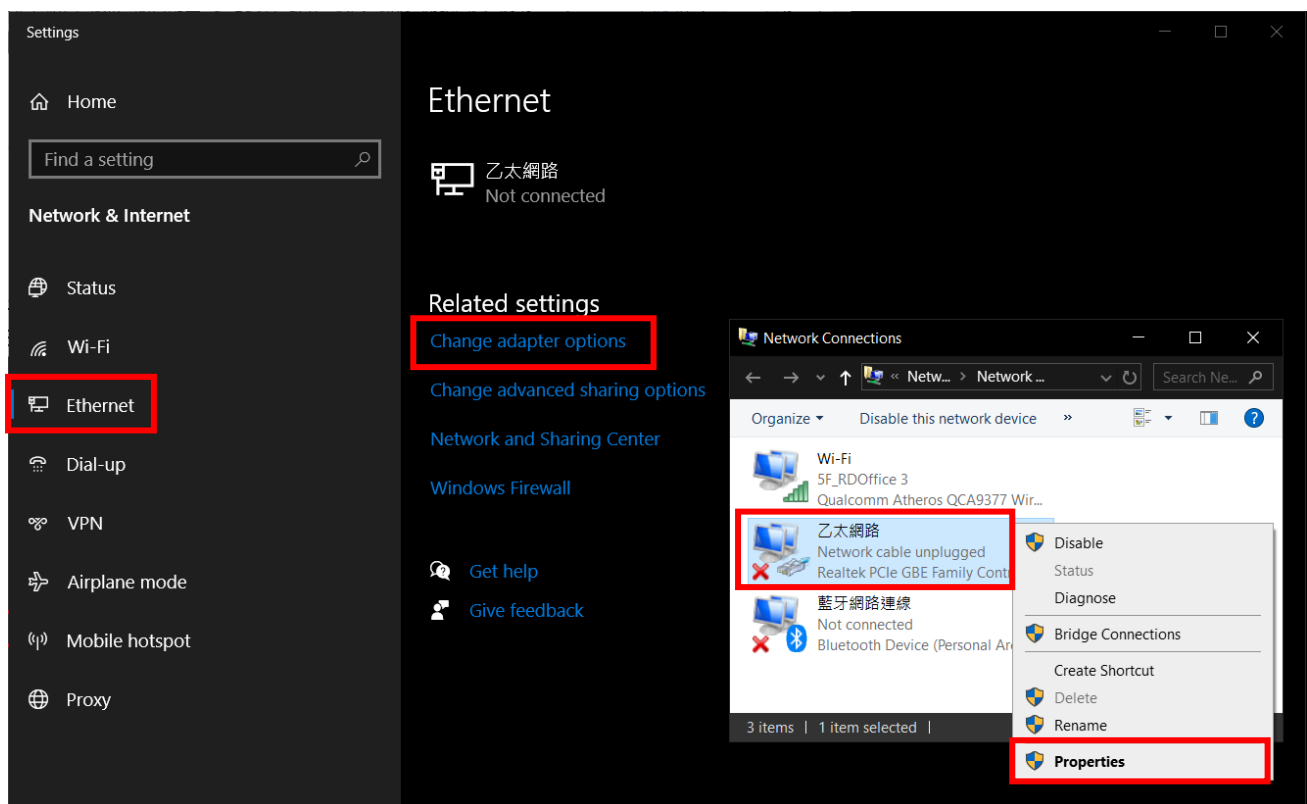 Settings
Home
Find a setting
Network & Internet
Status
Wi-Fi
Ethernet
Dial-up
VPN
Airplane mode
Mobile hotspot
Proxy
Ethernet
乙太網路
Not connected
Related settings
Change adapter options
Change advanced sharing options
Network and Sharing Center
Windows Firewall
Get help
Give feedback
Network Connections
« Netw... > Network ...
Search Ne...
Organize
Disable this network device
»
Wi-Fi
5F_RDOffice 3
Qualcomm Atheros QCA9377 Wir...
乙太網路
Network cable unplugged
Realtek PCIe GBE Family Cont
藍牙網路連線
Not connected
Bluetooth Device (Personal Ar
3 items
1 item selected
Disable
Status
Diagnose
Bridge Connections
Create Shortcut
Delete
Rename
Properties